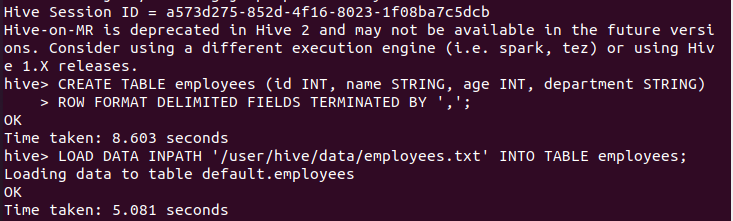 Hive Session ID = a573d275-852d-4f16-8023-1f08ba7c5dcb
Hive-on-MR is deprecated in Hive 2 and may not be available in the future versi
ons. Consider using a different execution engine (i.e. spark, tez) or using Hiv
e 1.X releases.
hive> CREATE TABLE employees (id INT, name STRING, age INT, department STRING)
    > ROW FORMAT DELIMITED FIELDS TERMINATED BY ',';
OK
Time taken: 8.603 seconds
hive> LOAD DATA INPATH '/user/hive/data/employees.txt' INTO TABLE employees;
Loading data to table default.employees
OK
Time taken: 5.081 seconds